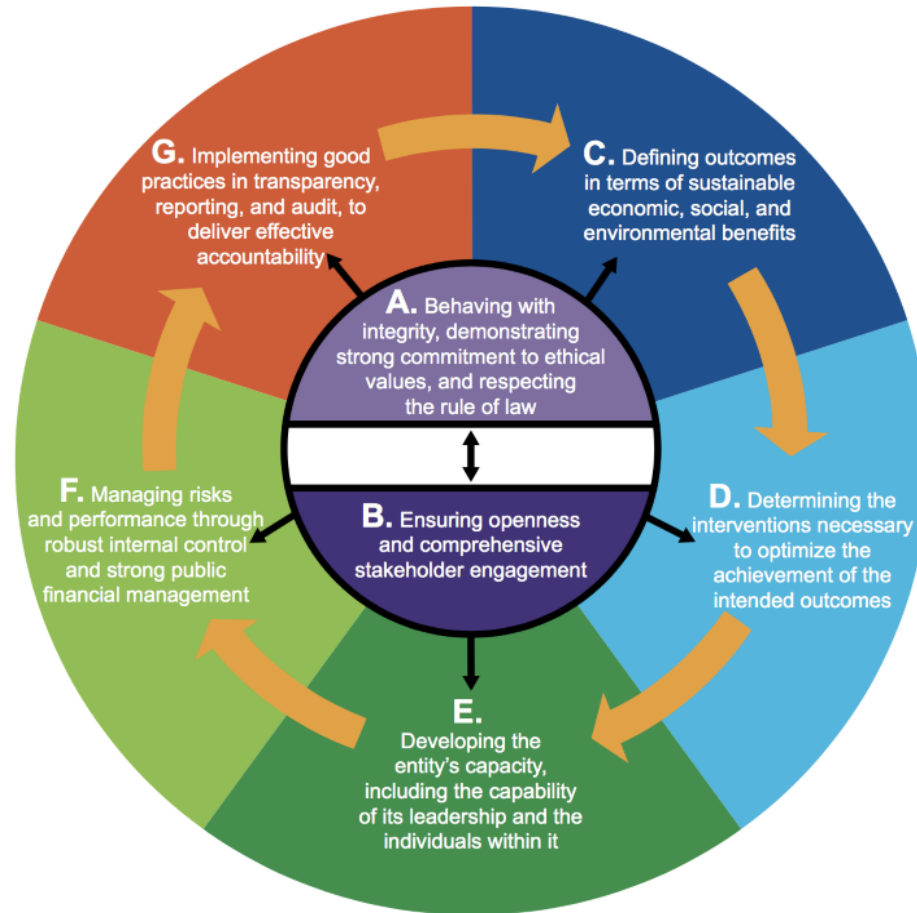 G. Implementing good
practices in transparency,
reporting, and audit, to
deliver effective
accountability
C. Defining outcomes
in terms of sustainable
economic, social, and
environmental benefits
A. Behaving with
integrity, demonstrating
strong commitment to ethical
values, and respecting
the rule of law
B. Ensuring openness
and comprehensive
stakeholder engagement
D. Determining the
interventions necessary
to optimize the
achievement of the
intended outcomes
E.
Developing the
entity’s capacity,
including the capability
of its leadership and the
individuals within it
F. Managing risks
and performance through
robust internal control
and strong public
financial management